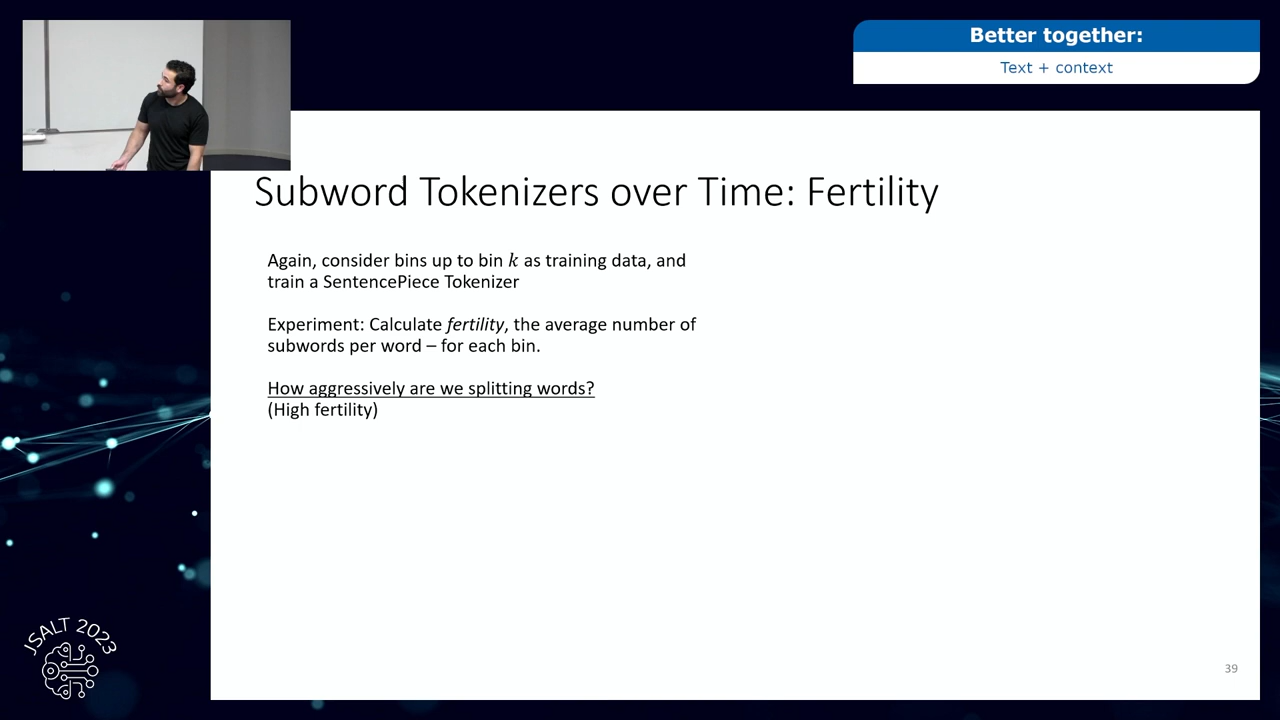 Better together:
Text + context
Subword Tokenizers over Time: Fertility
Again, consider bins up to bin k as training data, and
train a SentencePiece Tokenizer
Experiment: Calculate fertility, the average number of
subwords per word – for each bin.
How aggressively are we splitting words?
(High fertility)
JSALT 2023
39